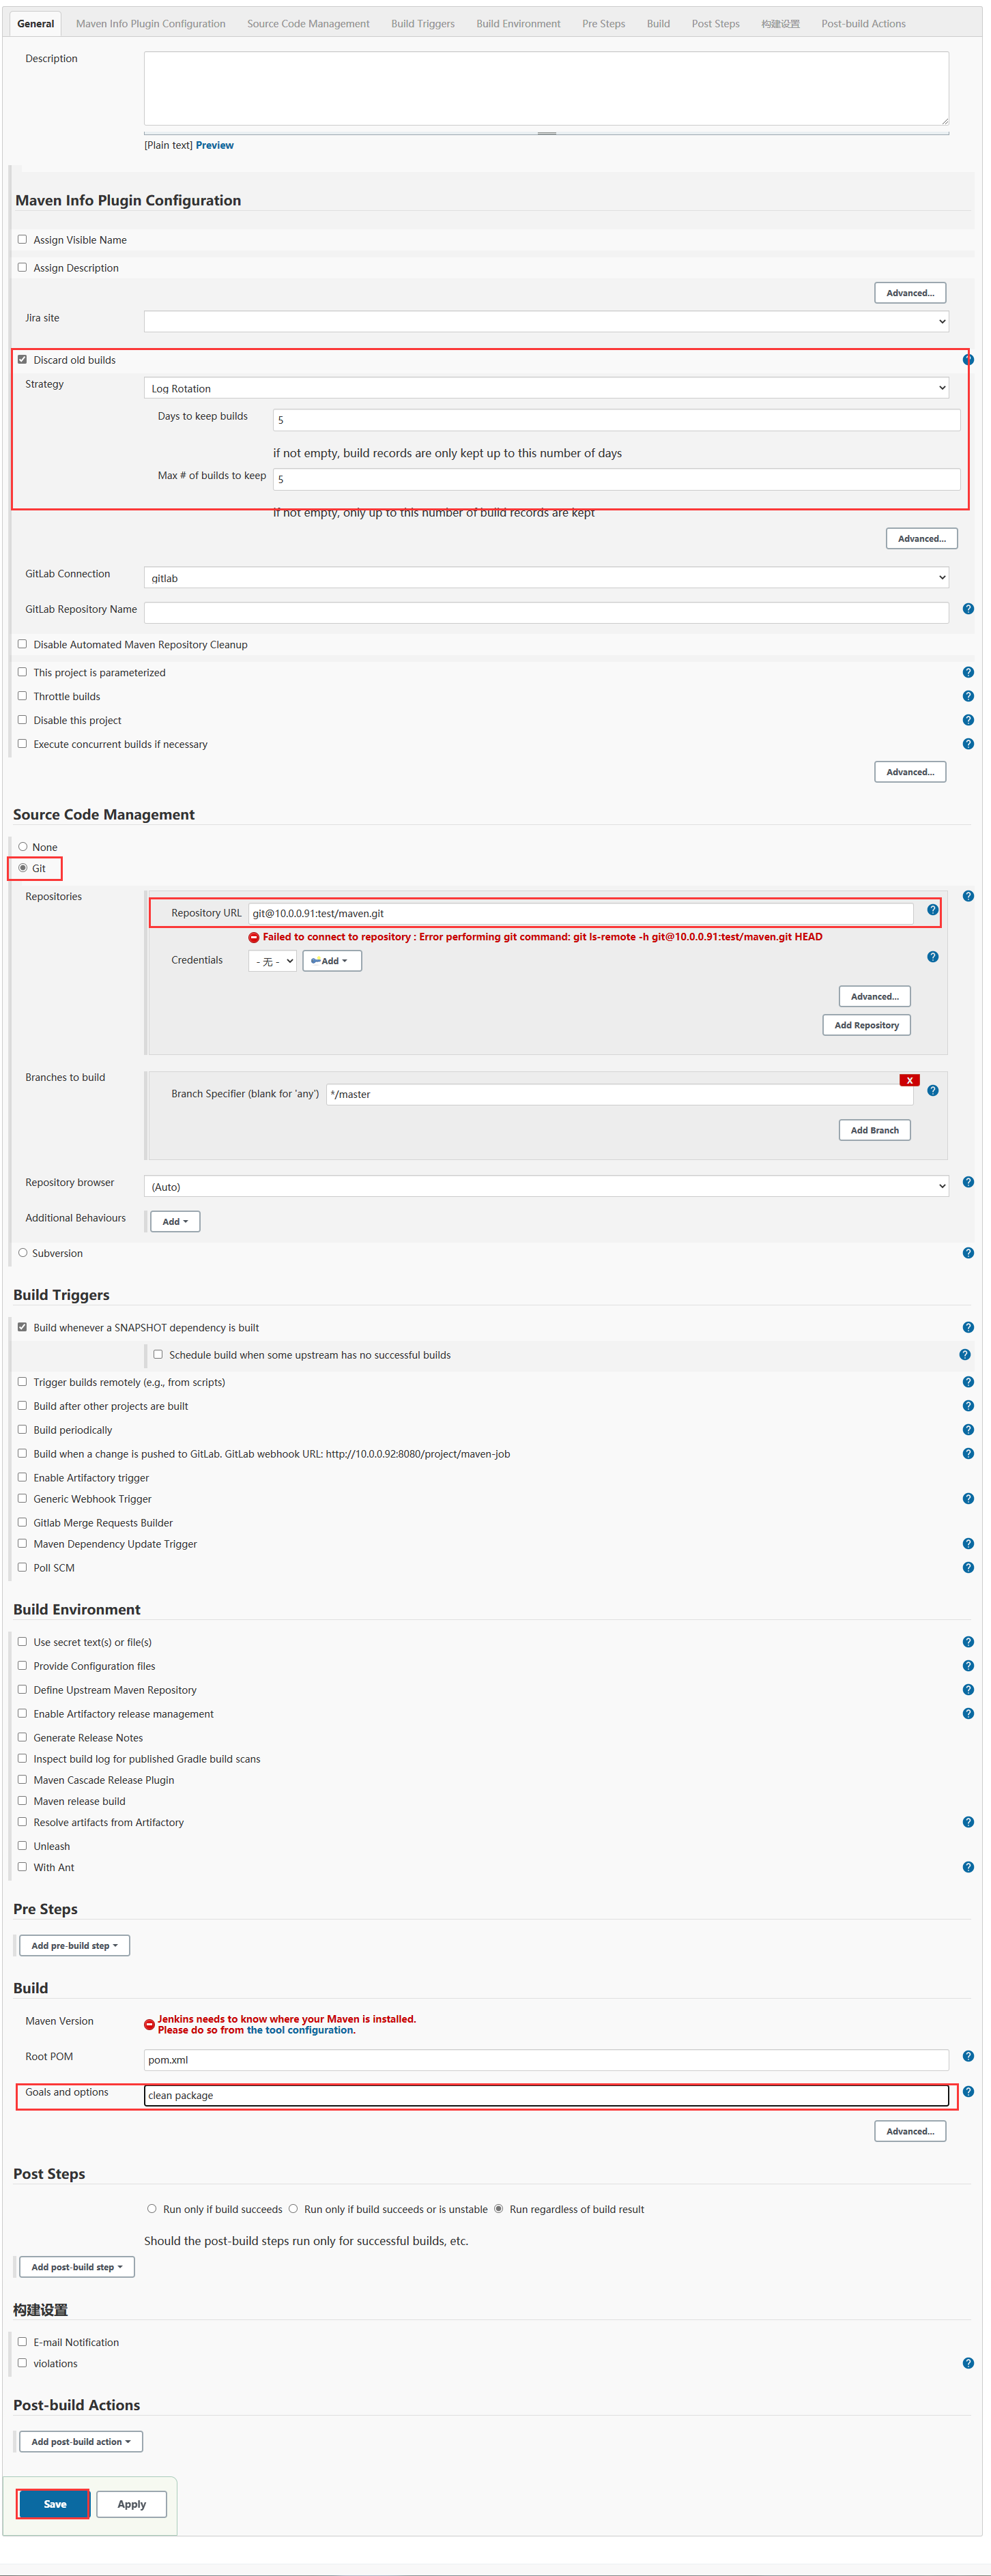 General Maven Info Plugin Configuration Source Code Management Build Triggers Build Environment Pre Steps Build Post Steps 构建设置 Post-build Actions
Description
[Plain text] Preview
Maven Info Plugin Configuration
Assign Visible Name
Assign Description
Advanced...
Jira site
Discard old builds
?
Strategy
Log Rotation
Days to keep builds
5
if not empty, build records are only kept up to this number of days
Max # of builds to keep
5
if not empty, only up to this number of build records are kept
Advanced...
GitLab Connection
gitlab
GitLab Repository Name
?
Disable Automated Maven Repository Cleanup
This project is parameterized
?
Throttle builds
?
Disable this project
?
Execute concurrent builds if necessary
?
Advanced...
Source Code Management
None
Git
Repositories
?
Repository URL
git@10.0.0.91:test/maven.git
?
Failed to connect to repository : Error performing git command: git ls-remote -h git@10.0.0.91:test/maven.git HEAD
Credentials
- 无 -
Add
?
Advanced...
Add Repository
Branches to build
X
Branch Specifier (blank for 'any')
*/master
?
Add Branch
Repository browser
(Auto)
?
Additional Behaviours
Add
Subversion
?
Build Triggers
Build whenever a SNAPSHOT dependency is built
?
Schedule build when some upstream has no successful builds
?
Trigger builds remotely (e.g., from scripts)
?
Build after other projects are built
?
Build periodically
?
Build when a change is pushed to GitLab. GitLab webhook URL: http://10.0.0.92:8080/project/maven-job
?
Enable Artifactory trigger
Generic Webhook Trigger
?
Gitlab Merge Requests Builder
Maven Dependency Update Trigger
?
Poll SCM
?
Build Environment
Use secret text(s) or file(s)
?
Provide Configuration files
?
Define Upstream Maven Repository
?
Enable Artifactory release management
?
Generate Release Notes
Inspect build log for published Gradle build scans
Maven Cascade Release Plugin
Maven release build
Resolve artifacts from Artifactory
?
Unleash
With Ant
?
Pre Steps
Add pre-build step
Build
Maven Version
Jenkins needs to know where your Maven is installed.
Please do so from the tool configuration.
Root POM
pom.xml
?
Goals and options
clean package
?
Advanced...
Post Steps
Run only if build succeeds Run only if build succeeds or is unstable Run regardless of build result
Should the post-build steps run only for successful builds, etc.
Add post-build step
构建设置
E-mail Notification
violations
?
Post-build Actions
Add post-build action
Save Apply